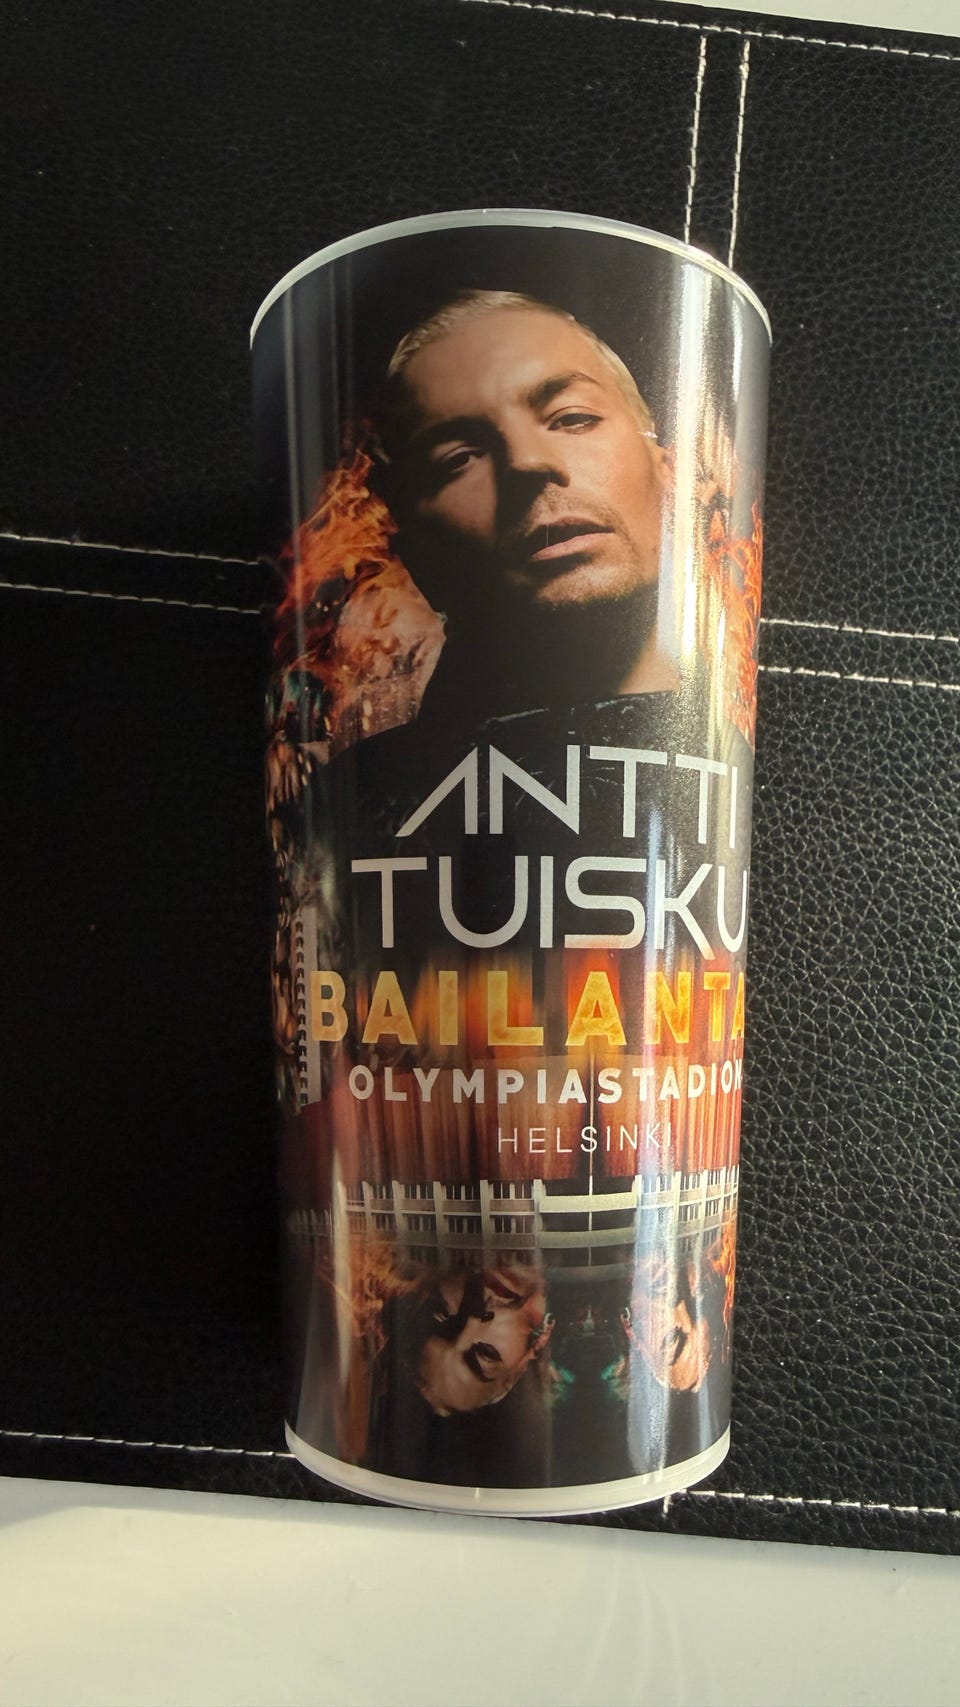 ANTTI
TUISKU
BAILANTA
OLYMPIASTADION
HELSINKI